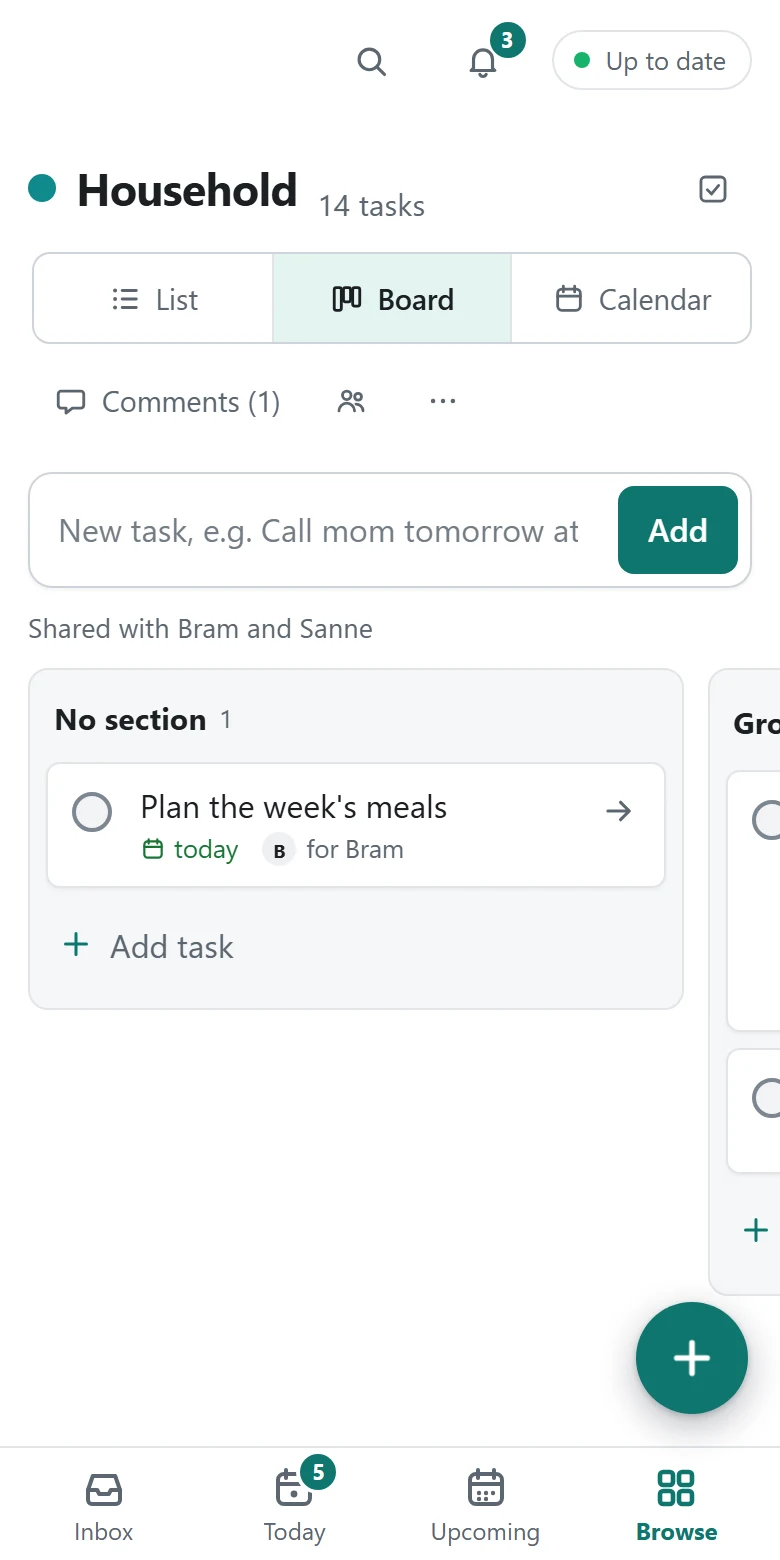 3
Up to date
Household 14 tasks
List Board Calendar
Comments (1)
New task, e.g. Call mom tomorrow at
Add
Shared with Bram and Sanne
No section 1
Gro
Plan the week's meals
today B for Bram
Add task
5
Inbox Today Upcoming Browse